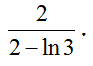 2
2 – ln 3 .